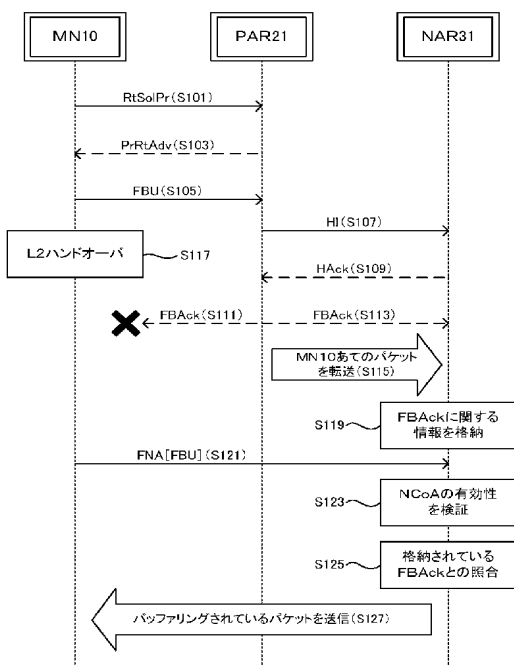 MN10
PAR21
NAR31
RtSolPr(S101)
PrRtAdv(S103)
FBU(S105)
HI(S107)
L2ハンドオーバ
S117
HAck(S109)
FBAck(S111)
FBAck(S113)
MN10あてのパケット
を転送(S115)
S119
FBAckに関する
情報を格納
FNA[FBU](S121)
S123
NCoAの有効性
を検証
S125
格納されている
FBAckとの照合
バッファリングされているパケットを送信(S127)